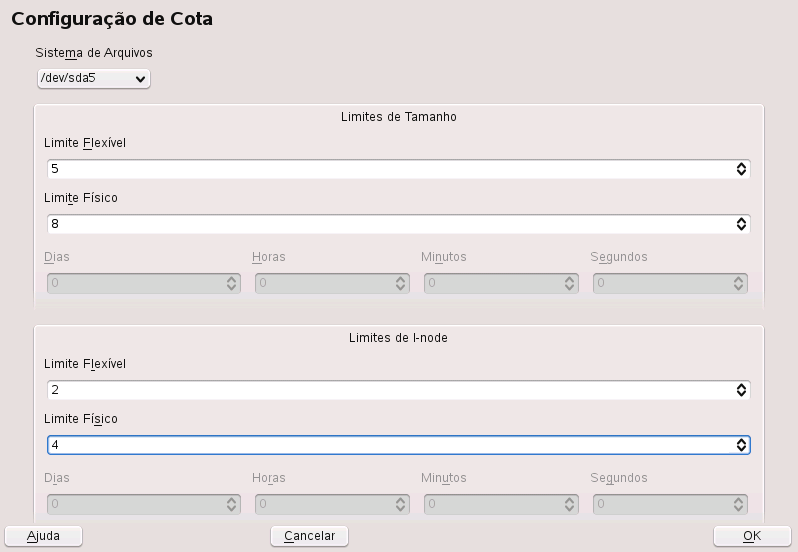 Configuração de Cota
Sistema de Arquivos
/dev/sda5
Limites de Tamanho
Limite Flexível
5
Limite Físico
8
Dias Horas Minutos Segundos
0 0 0 0
Limites de I-node
Limite Flexível
2
Limite Físico
4
Dias Horas Minutos Segundos
0 0 0 0
Ajuda Cancelar OK